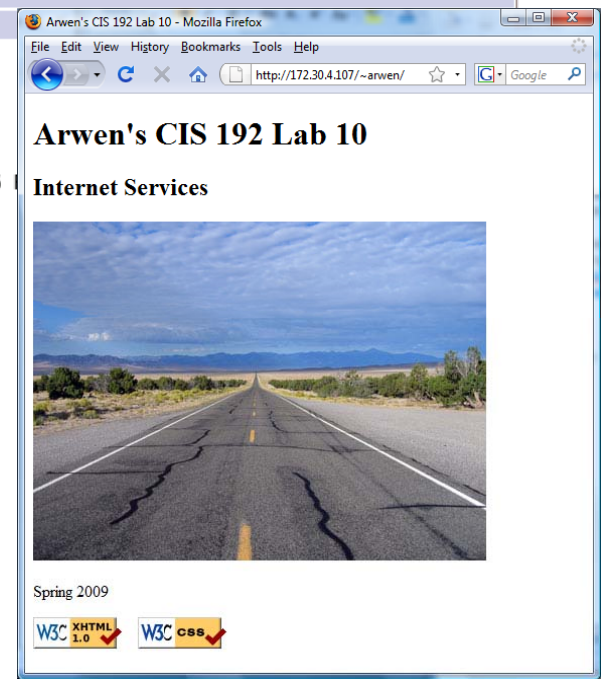 Arwen's CIS 192 Lab 10 - Mozilla Firefox
File Edit View History Bookmarks Tools Help
http://172.30.4.107/~arwen/ G Google
Arwen's CIS 192 Lab 10
Internet Services
Spring 2009
W3C XHTML 1.0 W3C css